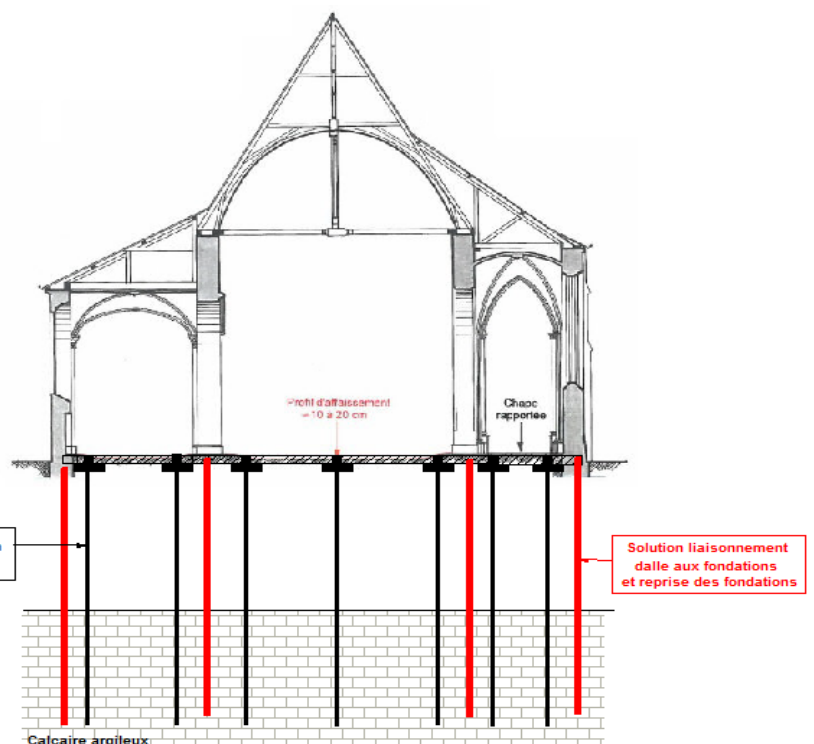 Profil d'affaissement
≈ 10 à 20 cm
Chape
rapportée
Solution liaisonnement
dalle aux fondations
et reprise des fondations
Calcaire argileux